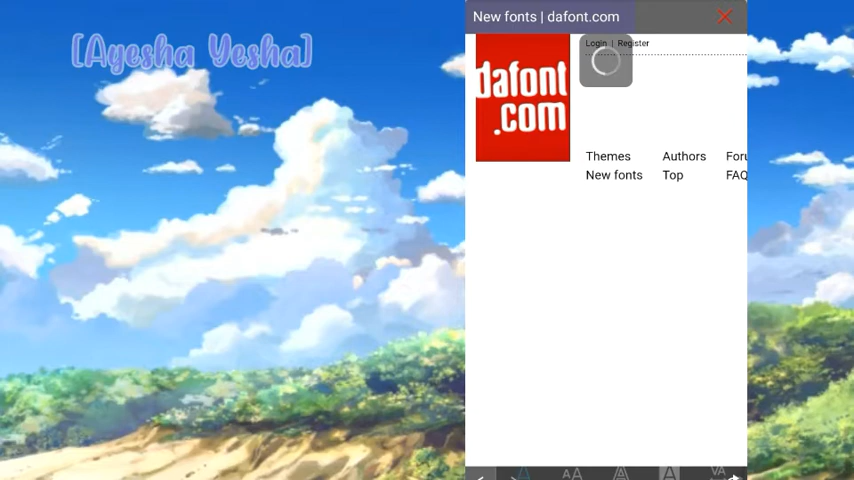 [Ayesha Yesha]
New fonts | dafont.com
Login | Register
dafont
.com
Themes Authors
New fonts Top FAQ